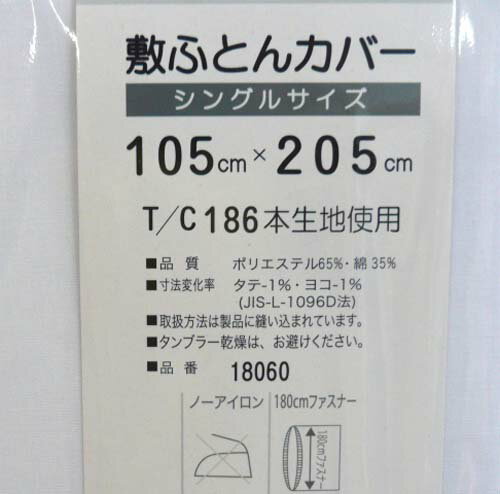 敷ふとんカバー
シングルサイズ
105cm×205cm
T/C186本生地使用
■品　質　ポリエステル65%・綿35%
■寸法変化率　タテ-1%・ヨコ-1%
(JIS-L-1096D法)
■取扱方法は製品に縫い込まれています。
■タンブラー乾燥は、お避けください。
■品　番　18060
ノーアイロン　180cmファスナー
180cmファスナー